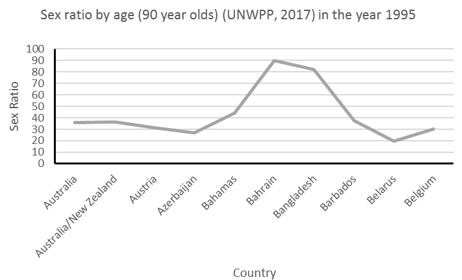 Sex ratio by age (90 year olds) (UNWPP, 2017) in the year 1995
100
90
80
70
60
50
40
30
20
10
0
Sex Ratio
Australia
Australia/New Zealand
Austria
Azerbaijan
Bahamas
Bahrain
Bangladesh
Barbados
Belarus
Belgium
Country